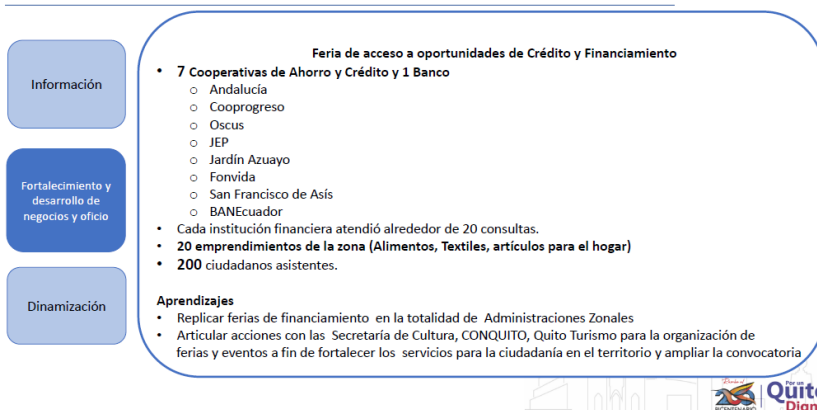 Información
Fortalecimiento y
desarrollo de
negocios y oficio
Dinamización
Feria de acceso a oportunidades de Crédito y Financiamiento
• 7 Cooperativas de Ahorro y Crédito y 1 Banco
○ Andalucía
○ Cooprogreso
○ Oscus
○ JEP
○ Jardín Azuayo
○ Fonvida
○ San Francisco de Asís
○ BANEcuador
• Cada institución financiera atendió alrededor de 20 consultas.
• 20 emprendimientos de la zona (Alimentos, Textiles, artículos para el hogar)
• 200 ciudadanos asistentes.
Aprendizajes
• Replicar ferias de financiamiento en la totalidad de Administraciones Zonales
• Articular acciones con las Secretaría de Cultura, CONQUITO, Quito Turismo para la organización de
ferias y eventos a fin de fortalecer los servicios para la ciudadanía en el territorio y ampliar la convocatoria
BICENTENARIO
Por un
Quito
Dign